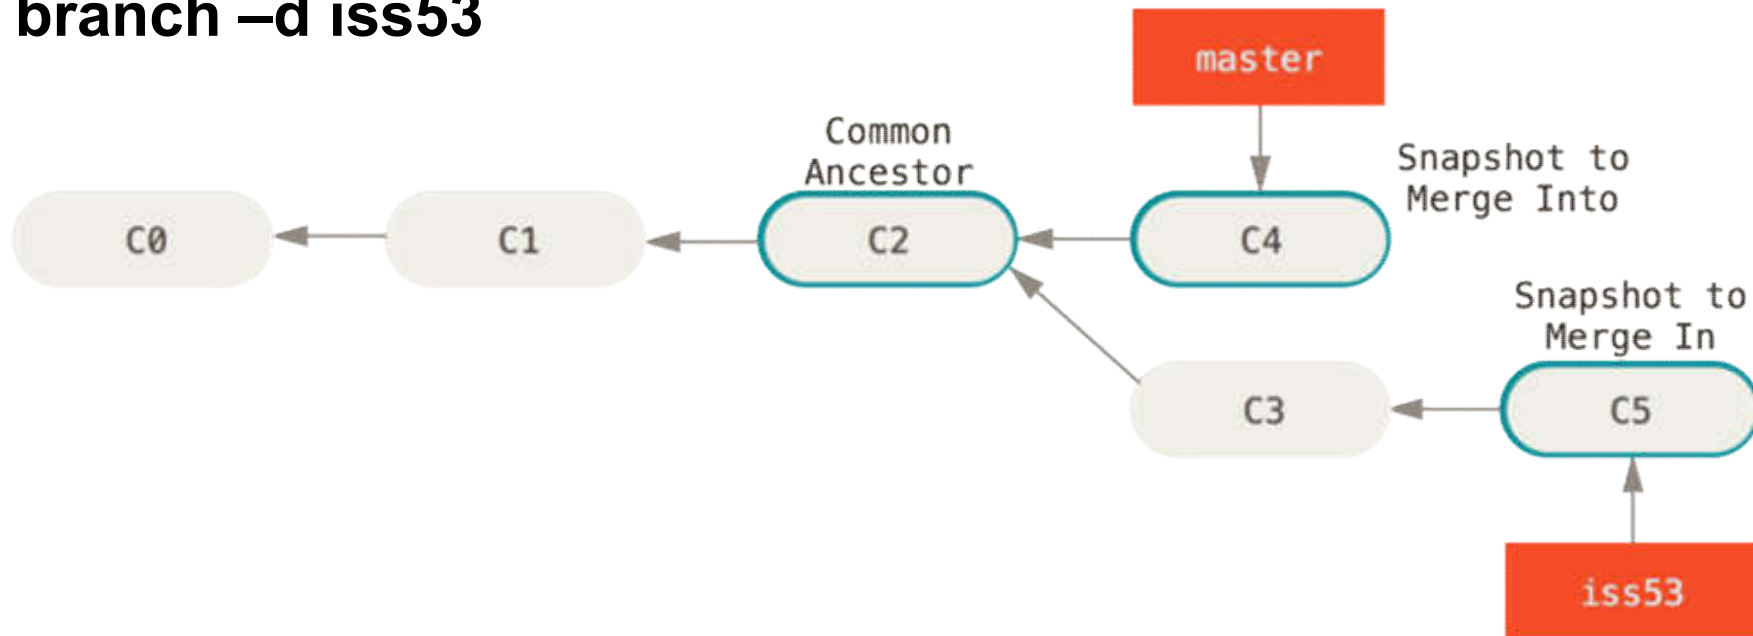 branch –d iss53
master
Common
Ancestor
Snapshot to
Merge Into
C0
C1
C2
C4
Snapshot to
Merge In
C3
C5
iss53